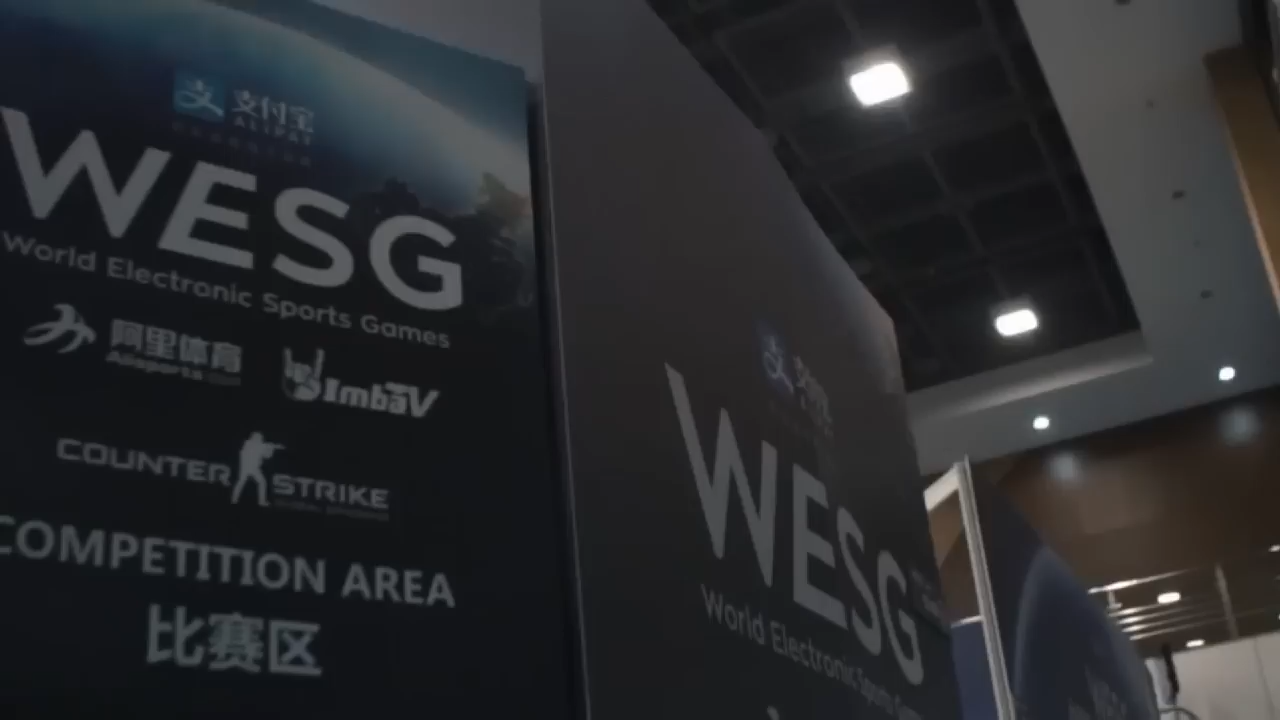 支付宝
ALIPAY
WESG
World Electronic Sports Games
阿里体育
Alisports
ImbaTV
COUNTER STRIKE
COMPETITION AREA
比赛区
WESG
World Electronic Sports